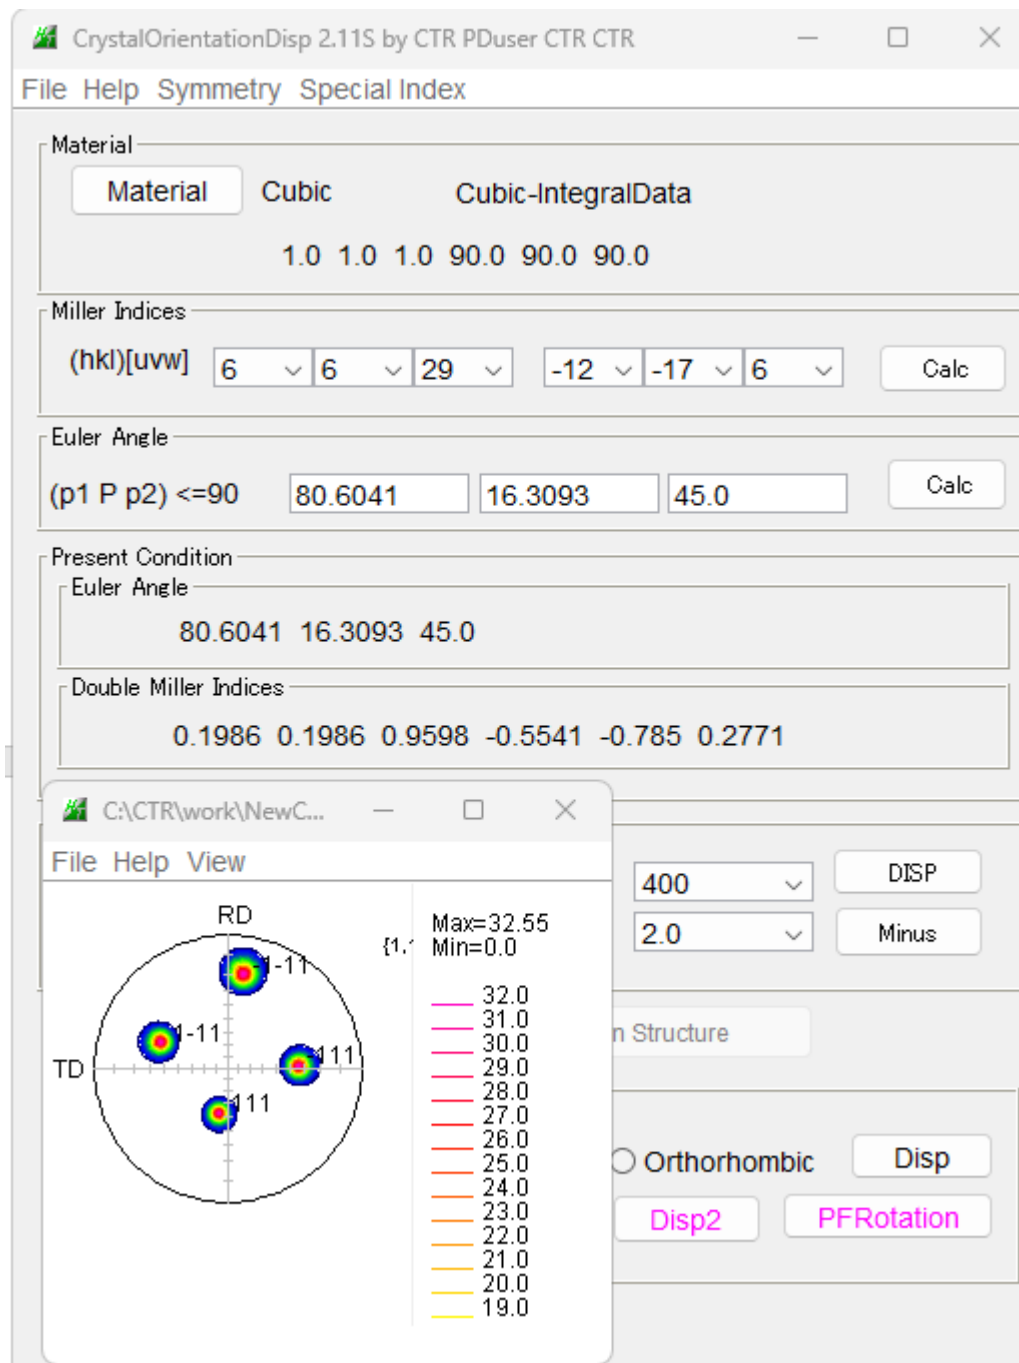 CrystalOrientationDisp 2.11S by CTR PDuser CTR CTR
File Help Symmetry Special Index
Material
Material Cubic Cubic-IntegralData
1.0 1.0 1.0 90.0 90.0 90.0
Miller Indices
(hkl)[uvw] 6 6 29 -12 -17 6 Calc
Euler Angle
(p1 P p2) <=90 80.6041 16.3093 45.0 Calc
Present Condition
Euler Angle
80.6041 16.3093 45.0
Double Miller Indices
0.1986 0.1986 0.9598 -0.5541 -0.785 0.2771
C:\CTR\work\NewC...
File Help View
400 DISP
2.0 Minus
RD
Max=32.55
Min=0.0
{1,
-1-11
1-11
-111
TD
111
32.0
31.0
30.0
29.0
28.0
27.0
26.0
25.0
24.0
23.0
22.0
21.0
20.0
19.0
n Structure
Orthorhombic Disp
Disp2 PFRotation